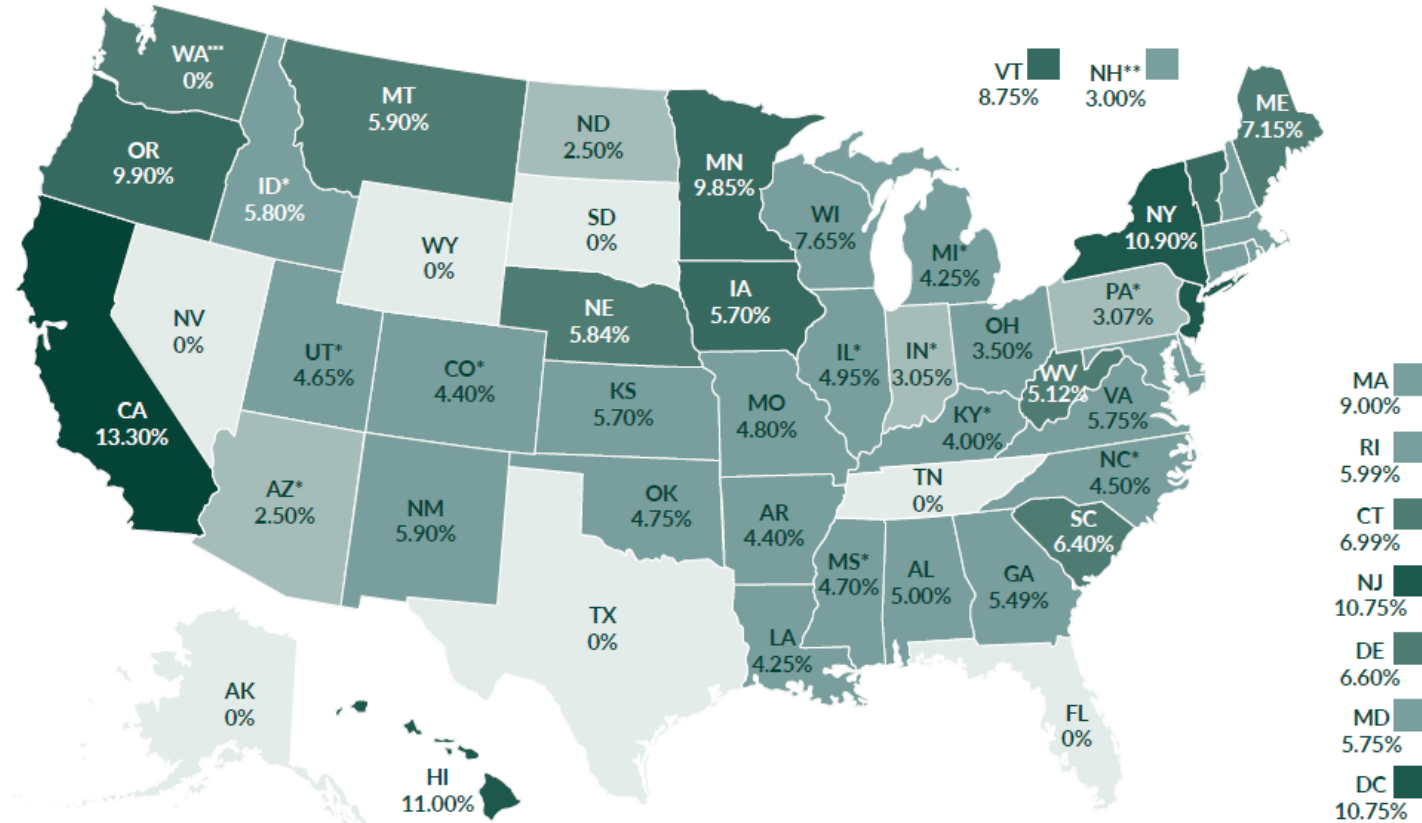 WA***
0%
MT
5.90%
ND
2.50%
MN
9.85%
VT
8.75%
NH**
3.00%
ME
7.15%
OR
9.90%
ID*
5.80%
WY
0%
SD
0%
WI
7.65%
MI*
4.25%
NY
10.90%
NV
0%
UT*
4.65%
CO*
4.40%
NE
5.84%
IA
5.70%
IL*
4.95%
IN*
3.05%
OH
3.50%
PA*
3.07%
CA
13.30%
KS
5.70%
MO
4.80%
KY*
4.00%
WV
5.12%
VA
5.75%
AZ*
2.50%
NM
5.90%
OK
4.75%
AR
4.40%
TN
0%
NC*
4.50%
SC
6.40%
TX
0%
LA
4.25%
MS*
4.70%
AL
5.00%
GA
5.49%
FL
0%
AK
0%
HI
11.00%
MA
9.00%
RI
5.99%
CT
6.99%
NJ
10.75%
DE
6.60%
MD
5.75%
DC
10.75%